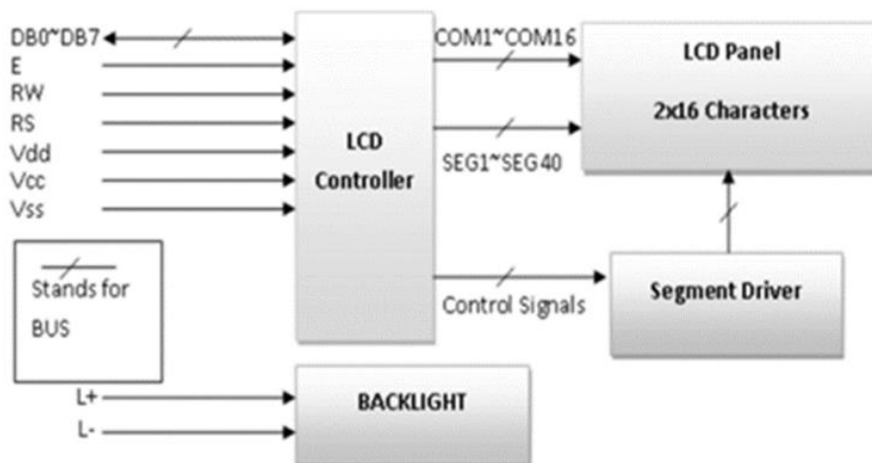 DB0~DB7
E
RW
RS
Vdd
Vcc
Vss
LCD
Controller
COM1~COM16
SEG1~SEG40
Control Signals
LCD Panel
2x16 Characters
Segment Driver
Stands for
BUS
L+
L-
BACKLIGHT